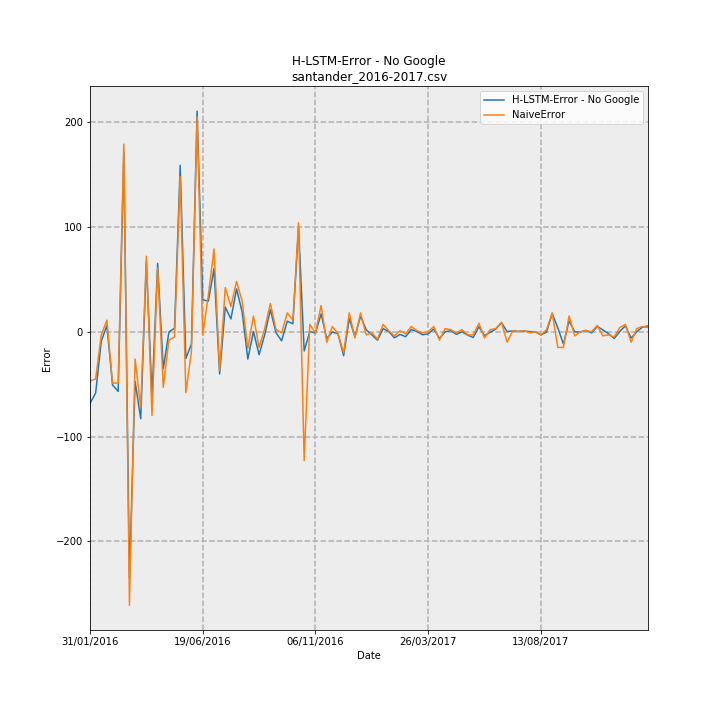 H-LSTM-Error - No Google
santander_2016-2017.csv
H-LSTM-Error - No Google
NaiveError
200
100
0
−100
−200
Error
31/01/2016
19/06/2016
06/11/2016
26/03/2017
13/08/2017
Date